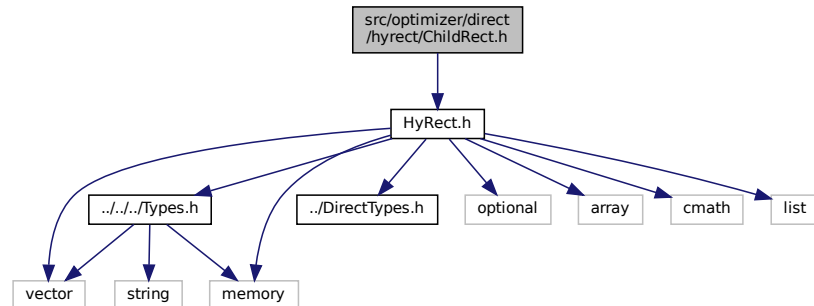 src/optimizer/direct
/hyrect/ChildRect.h
HyRect.h
../../../Types.h
../DirectTypes.h
optional
array
cmath
list
vector
string
memory